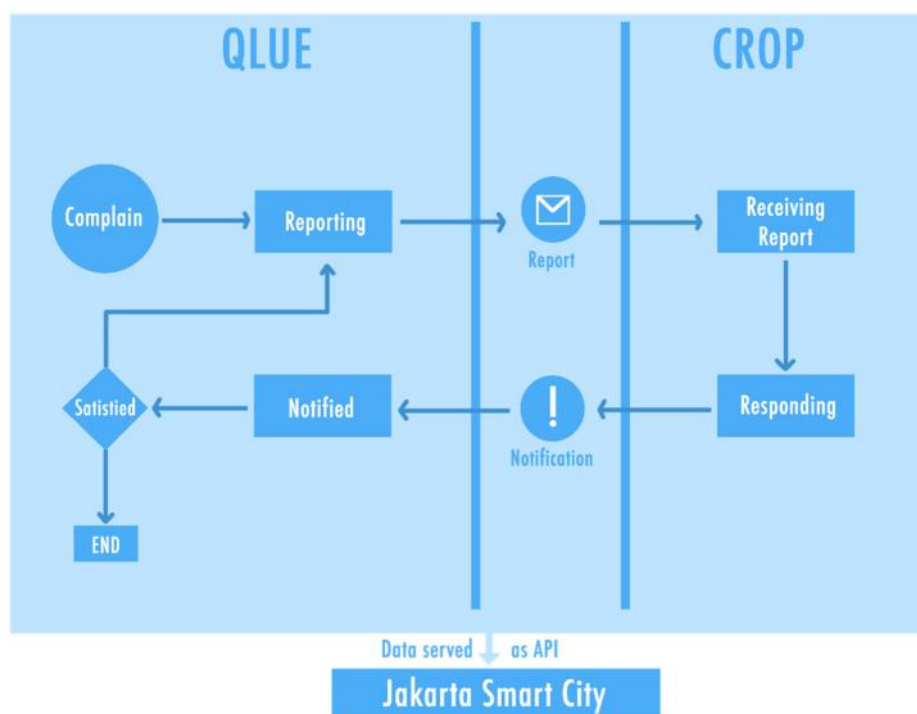 QLUE
CROP
Complain
Reporting
Report
Receiving
Report
Satistied
Notified
Notification
Responding
END
Data served as API
Jakarta Smart City